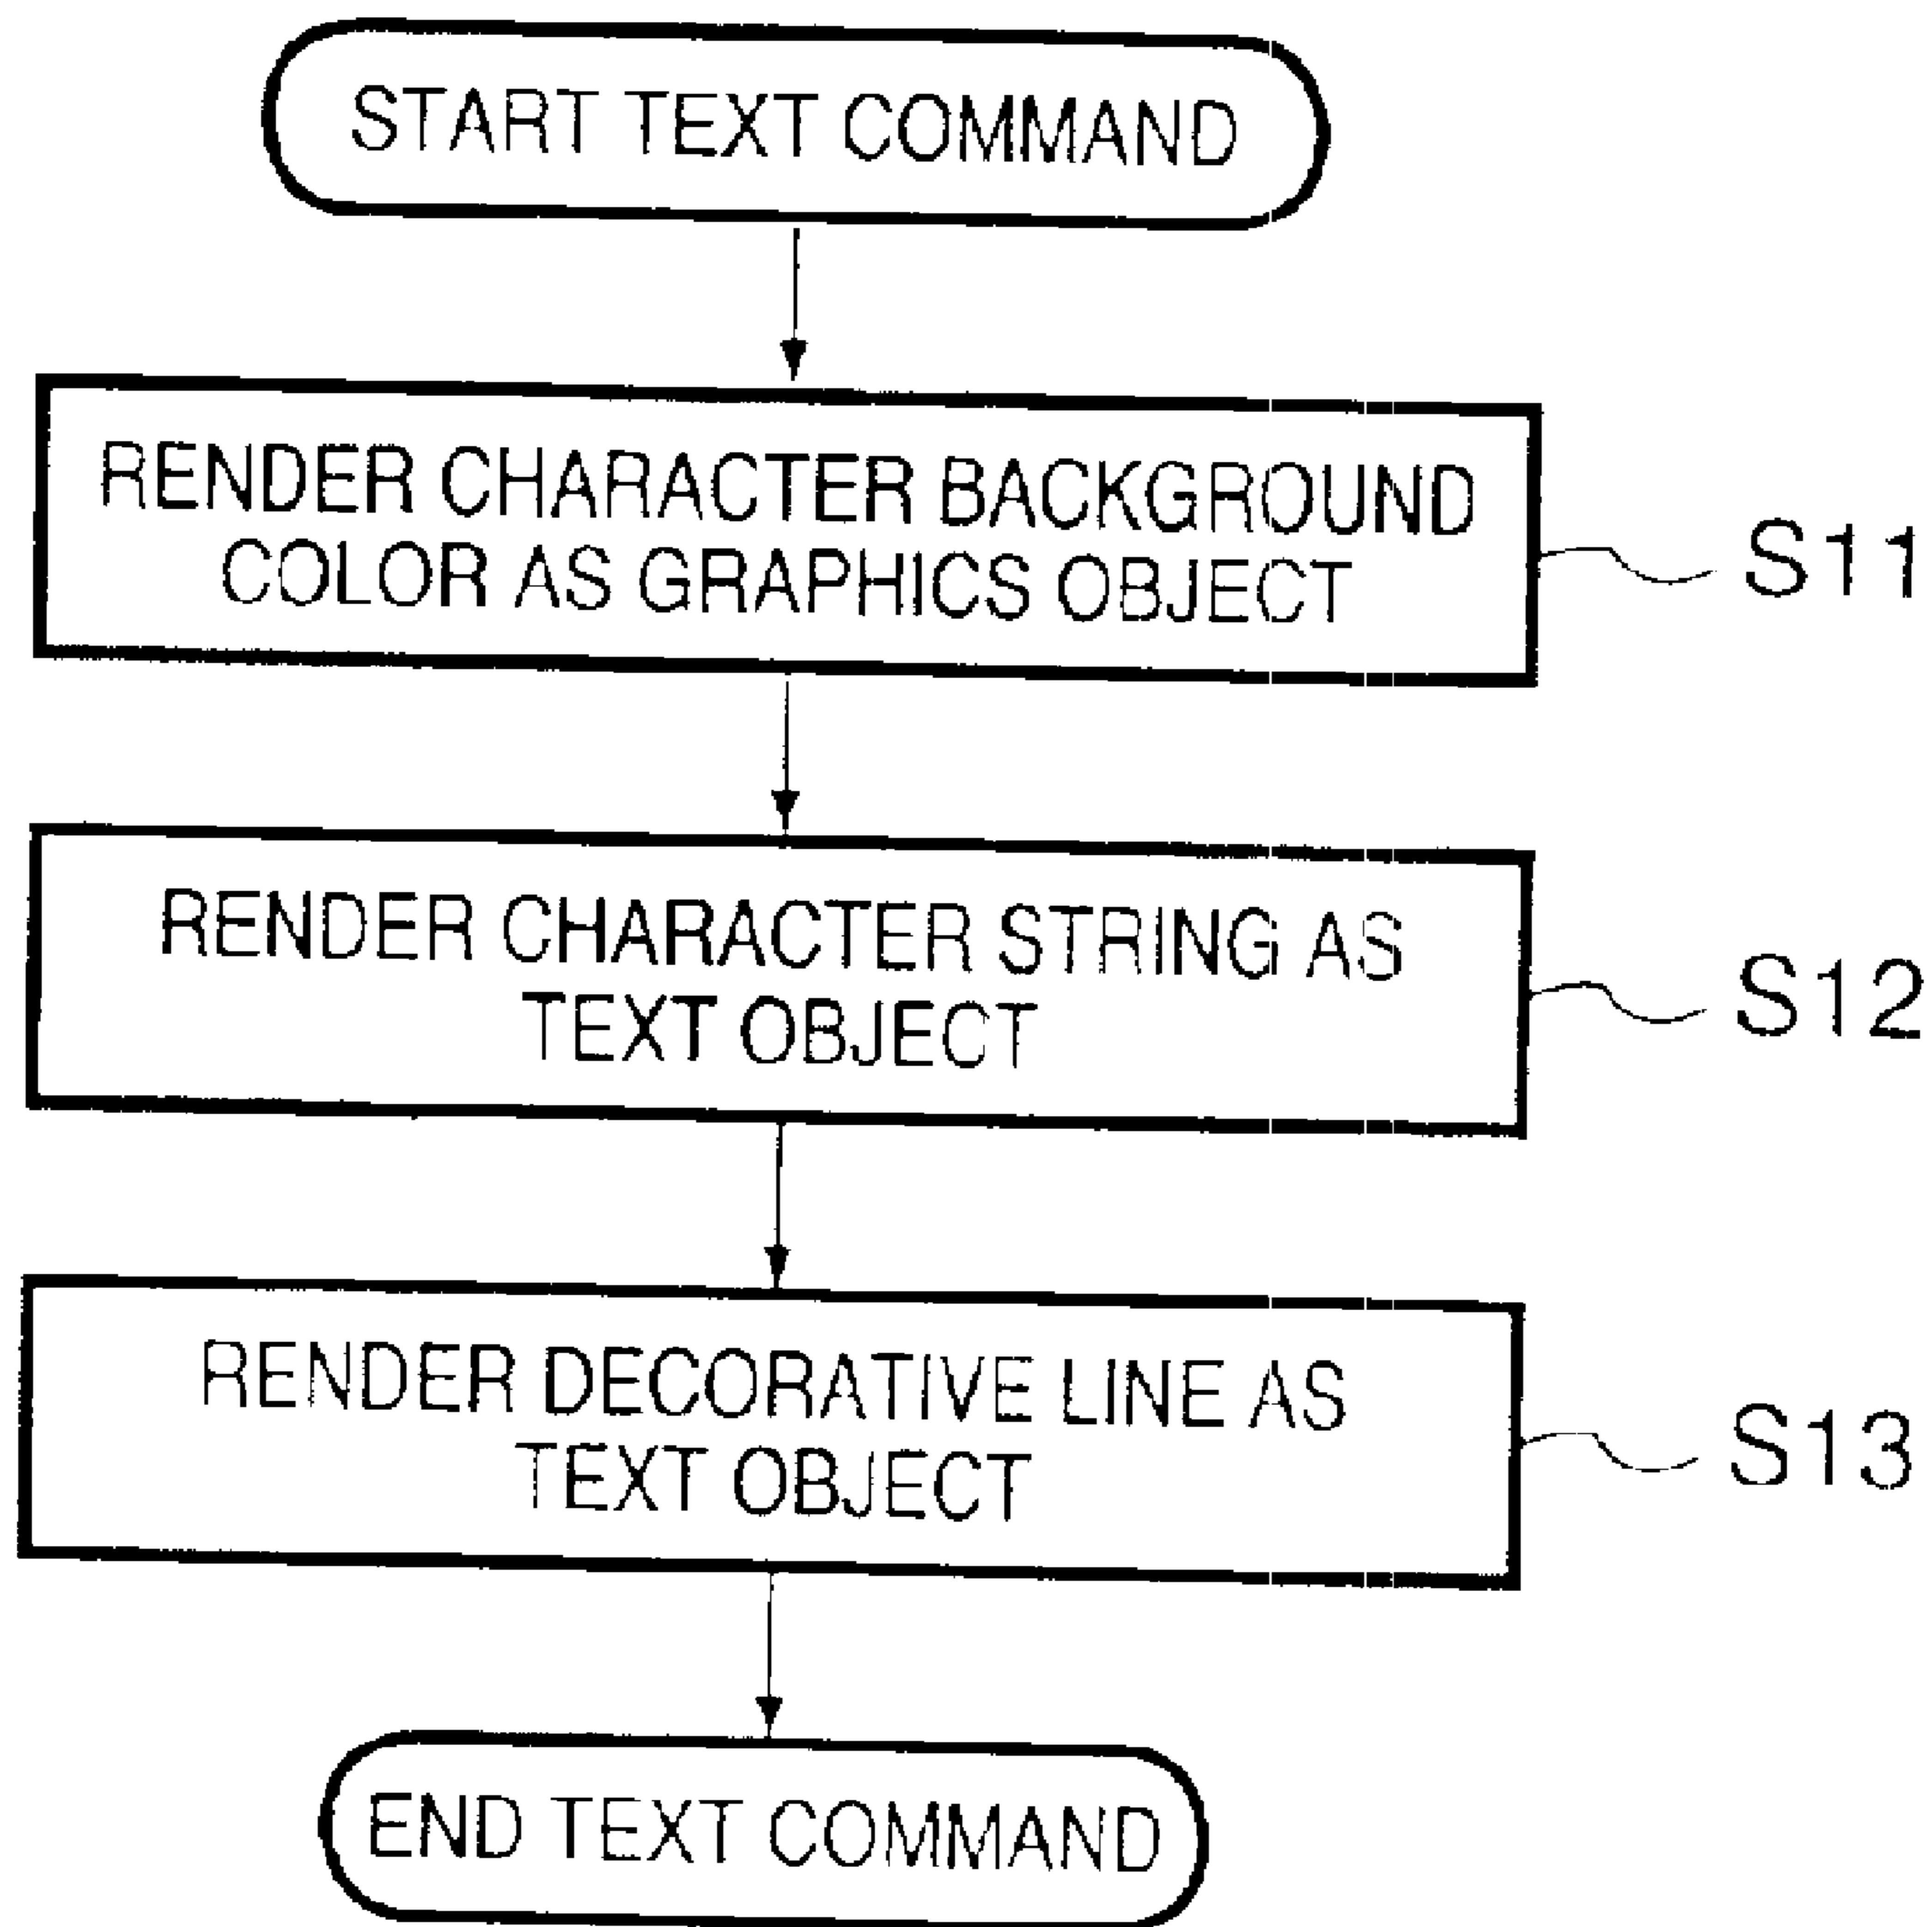 START TEXT COMMAND
RENDER CHARACTER BACKGROUND
COLOR AS GRAPHICS OBJECT
S11
RENDER CHARACTER STRING AS
TEXT OBJECT
S12
RENDER DECORATIVE LINE AS
TEXT OBJECT
S13
END TEXT COMMAND